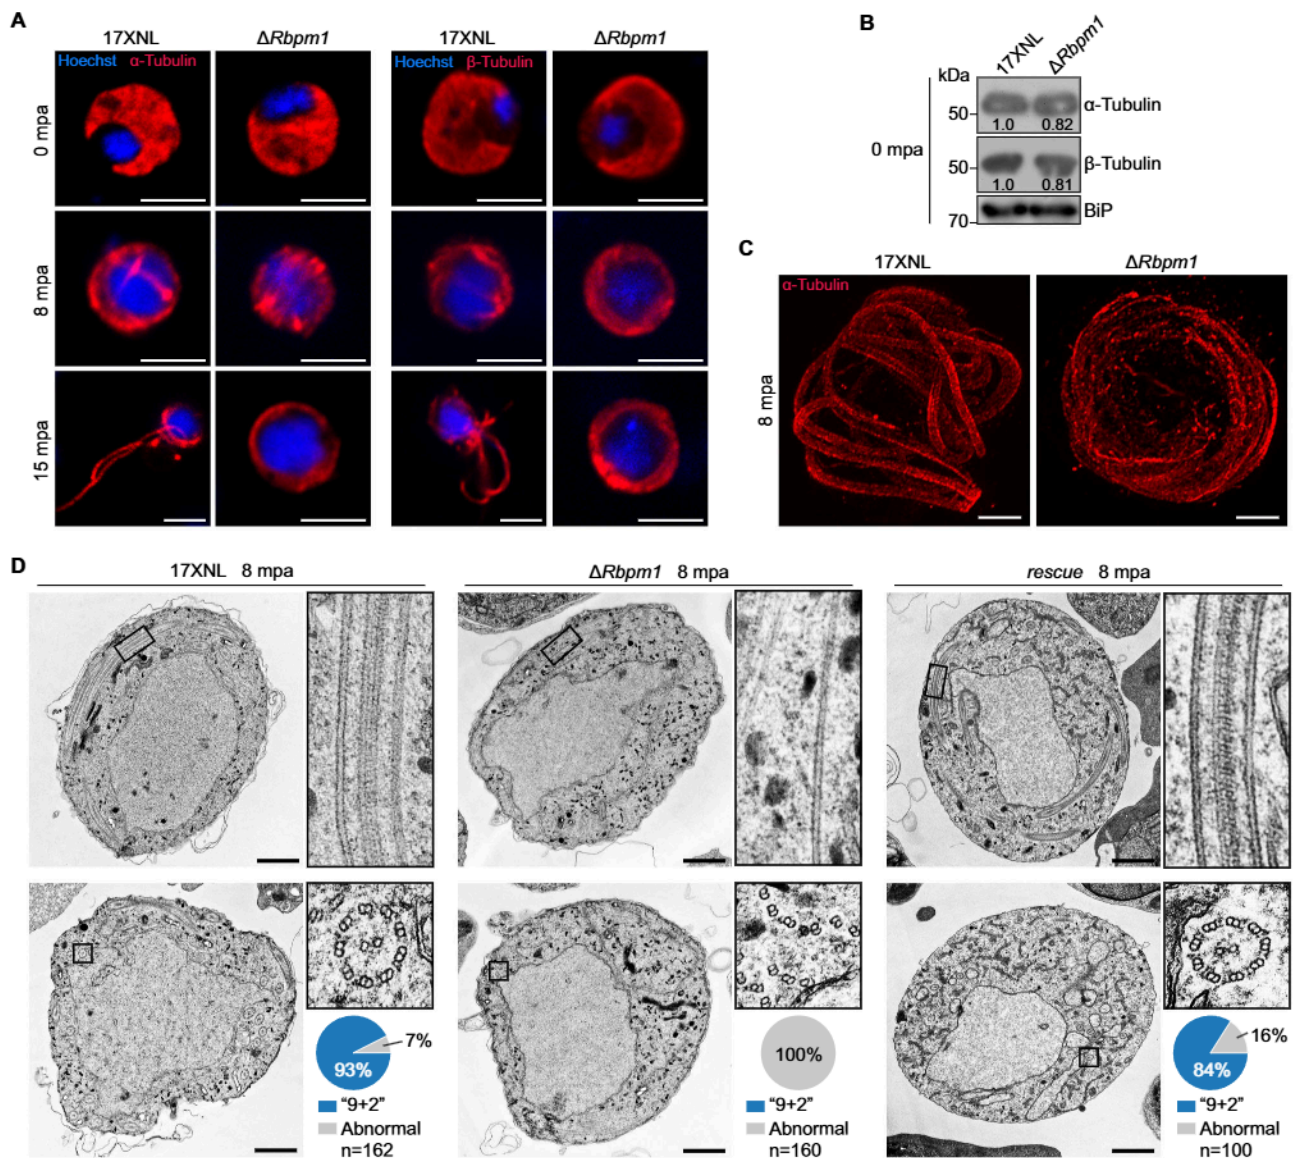 A
17XNL
ΔRbpm1
17XNL
ΔRbpm1
Hoechst α-Tubulin
Hoechst β-Tubulin
0 mpa
8 mpa
15 mpa
B
17XNL
ΔRbpm1
kDa
50
α-Tubulin
1.0 0.82
0 mpa
50
β-Tubulin
1.0 0.81
70
BiP
C
17XNL
ΔRbpm1
α-Tubulin
8 mpa
D
17XNL 8 mpa
ΔRbpm1 8 mpa
rescue 8 mpa
7%
93%
"9+2"
Abnormal
n=162
100%
"9+2"
Abnormal
n=160
16%
84%
"9+2"
Abnormal
n=100